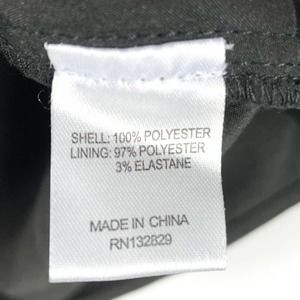 SHELL: 100% POLYESTER
LINING: 97% POLYESTER
3% ELASTANE
MADE IN CHINA
RN132829